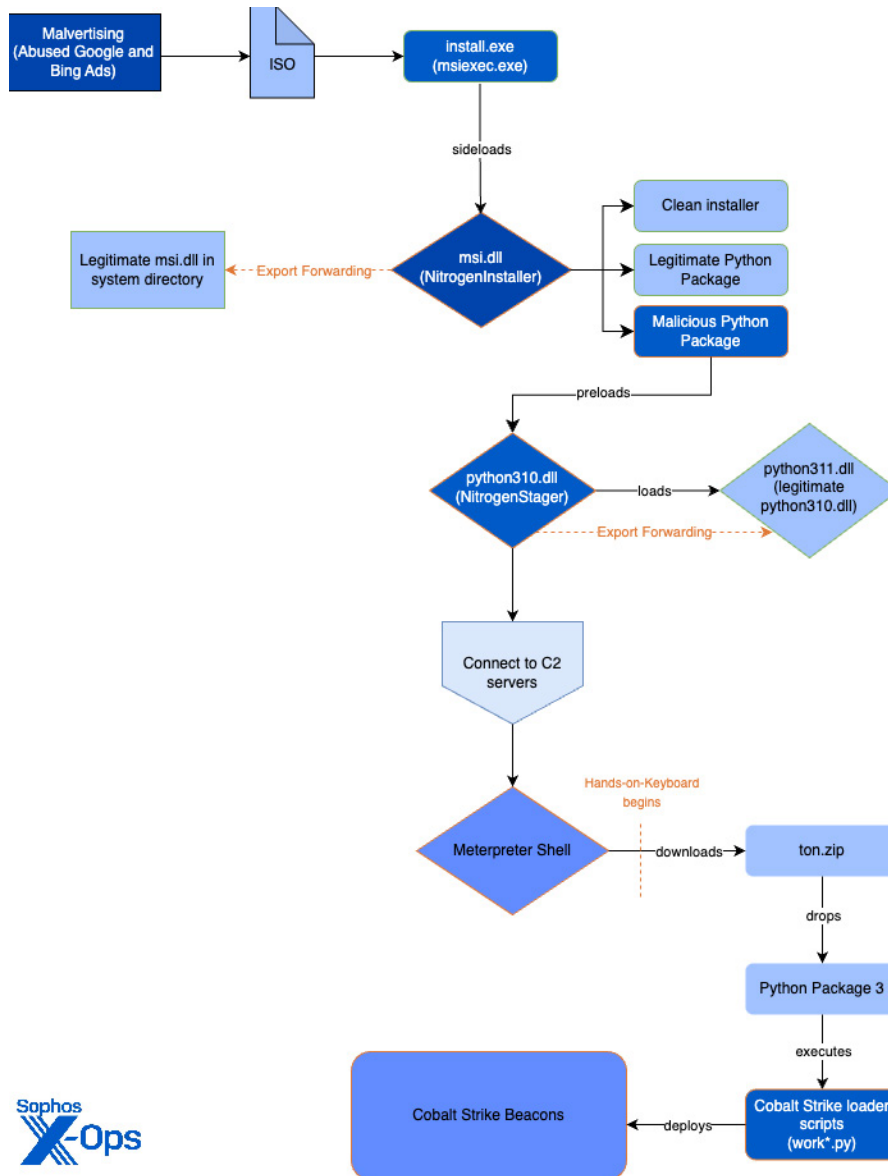 Malvertising
(Abused Google and
Bing Ads)
ISO
install.exe
(msiexec.exe)
sideloads
Clean installer
Legitimate msi.dll in
system directory
Export Forwarding
msi.dll
(NitrogenInstaller)
Legitimate Python
Package
Malicious Python
Package
preloads
python310.dll
(NitrogenStager)
loads
python311.dll
(legitimate
python310.dll)
Export Forwarding
Connect to C2
servers
Hands-on-Keyboard
begins
Meterpreter Shell
downloads
ton.zip
drops
Python Package 3
executes
Cobalt Strike Beacons
deploys
Cobalt Strike loader
scripts
(work*.py)
Sophos
X-Ops